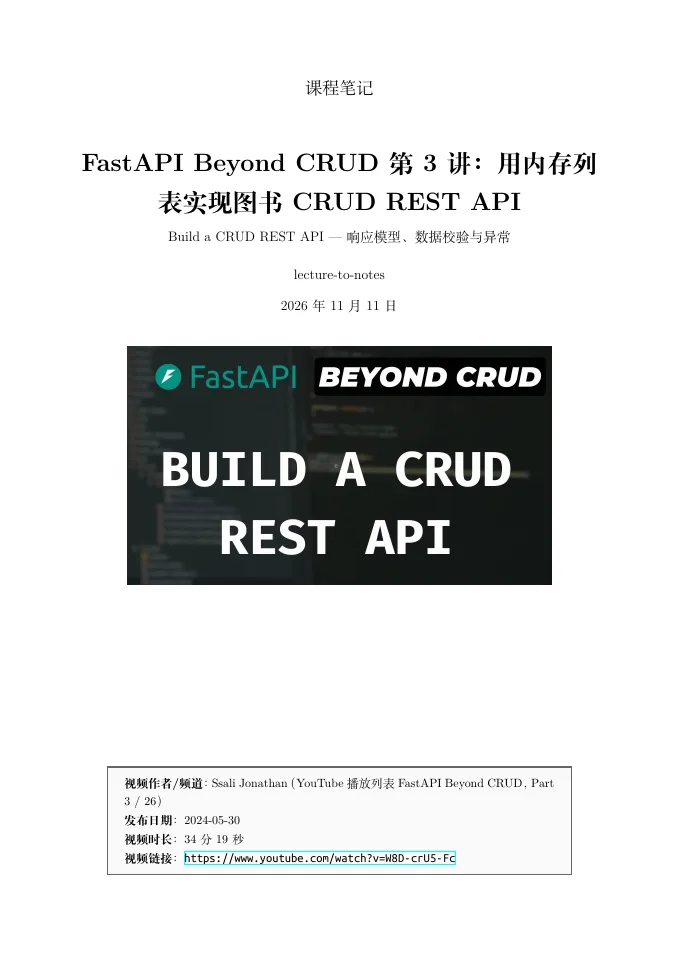 课程笔记
FastAPI Beyond CRUD 第 3 讲：用内存列
表实现图书 CRUD REST API
Build a CRUD REST API — 响应模型、数据校验与异常
lecture-to-notes
2026 年 11 月 11 日
FastAPI BEYOND CRUD
BUILD A CRUD
REST API
视频作者/频道：Ssali Jonathan (YouTube 播放列表 FastAPI Beyond CRUD, Part
3 / 26)
发布日期：2024-05-30
视频时长：34 分 19 秒
视频链接：https://www.youtube.com/watch?v=W8D-crU5-Fc